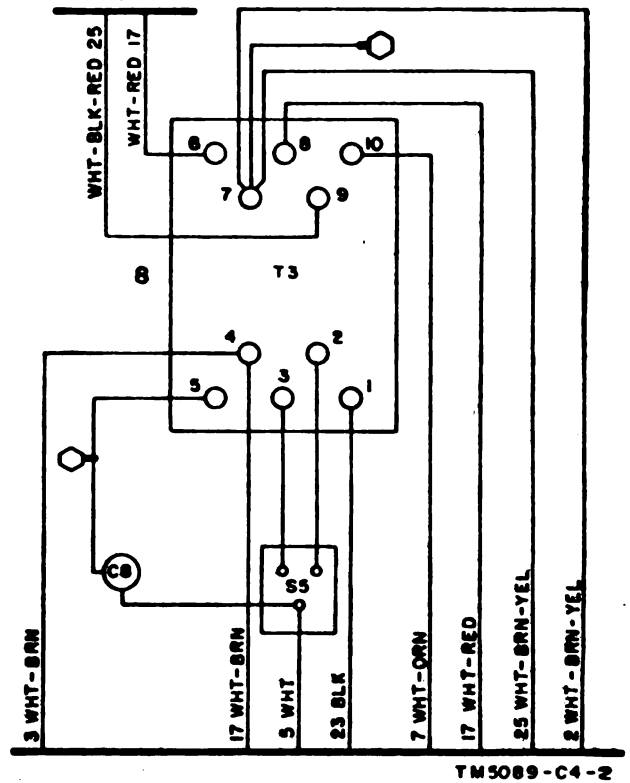 WHT-BLK-RED 25
WHT-RED 17
6
8
10
7
9
8
T3
4
2
5
3
1
C8
S5
3 WHT-BRN
17 WHT-BRN
5 WHT
23 BLK
7 WHT-ORN
17 WHT-RED
25 WHT-BRN-YEL
2 WHT-BRN-YEL
TM5089-C4-2